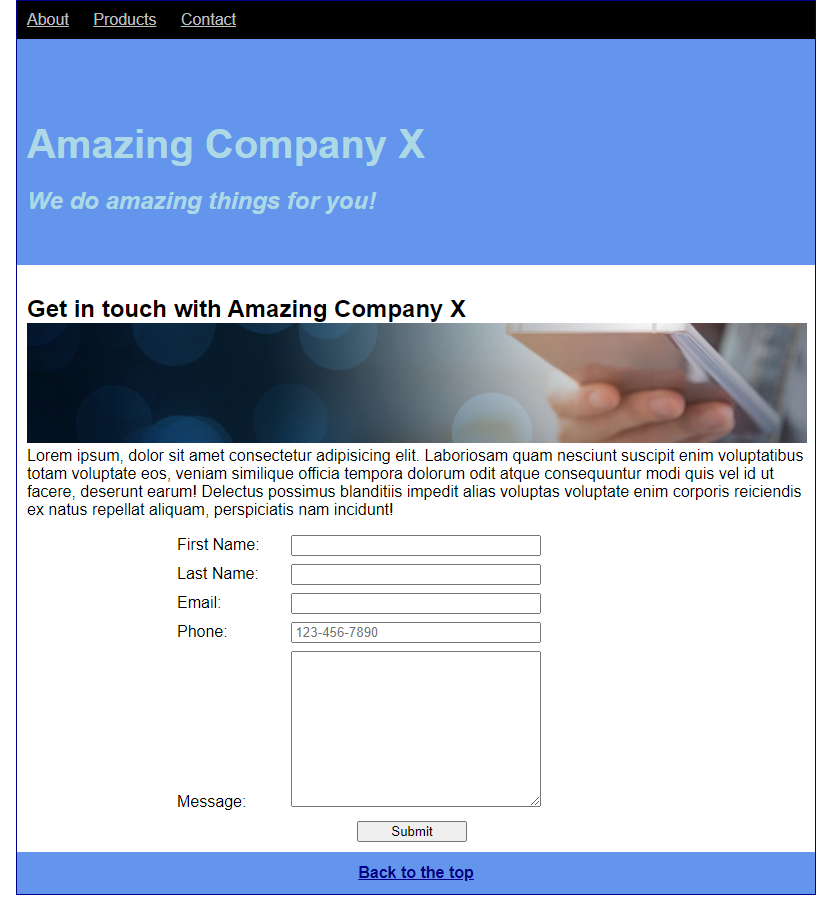 About Products Contact
Amazing Company X
We do amazing things for you!
Get in touch with Amazing Company X
Lorem ipsum, dolor sit amet consectetur adipisicing elit. Laboriosam quam nesciunt suscipit enim voluptatibus
totam voluptate eos, veniam similique officia tempora dolorum odit atque consequuntur modi quis vel id ut
facere, deserunt earum! Delectus possimus blanditiis impedit alias voluptas voluptate enim corporis reiciendis
ex natus repellat aliquam, perspiciatis nam incidunt!
First Name:
Last Name:
Email:
Phone: 123-456-7890
Message:
Submit
Back to the top